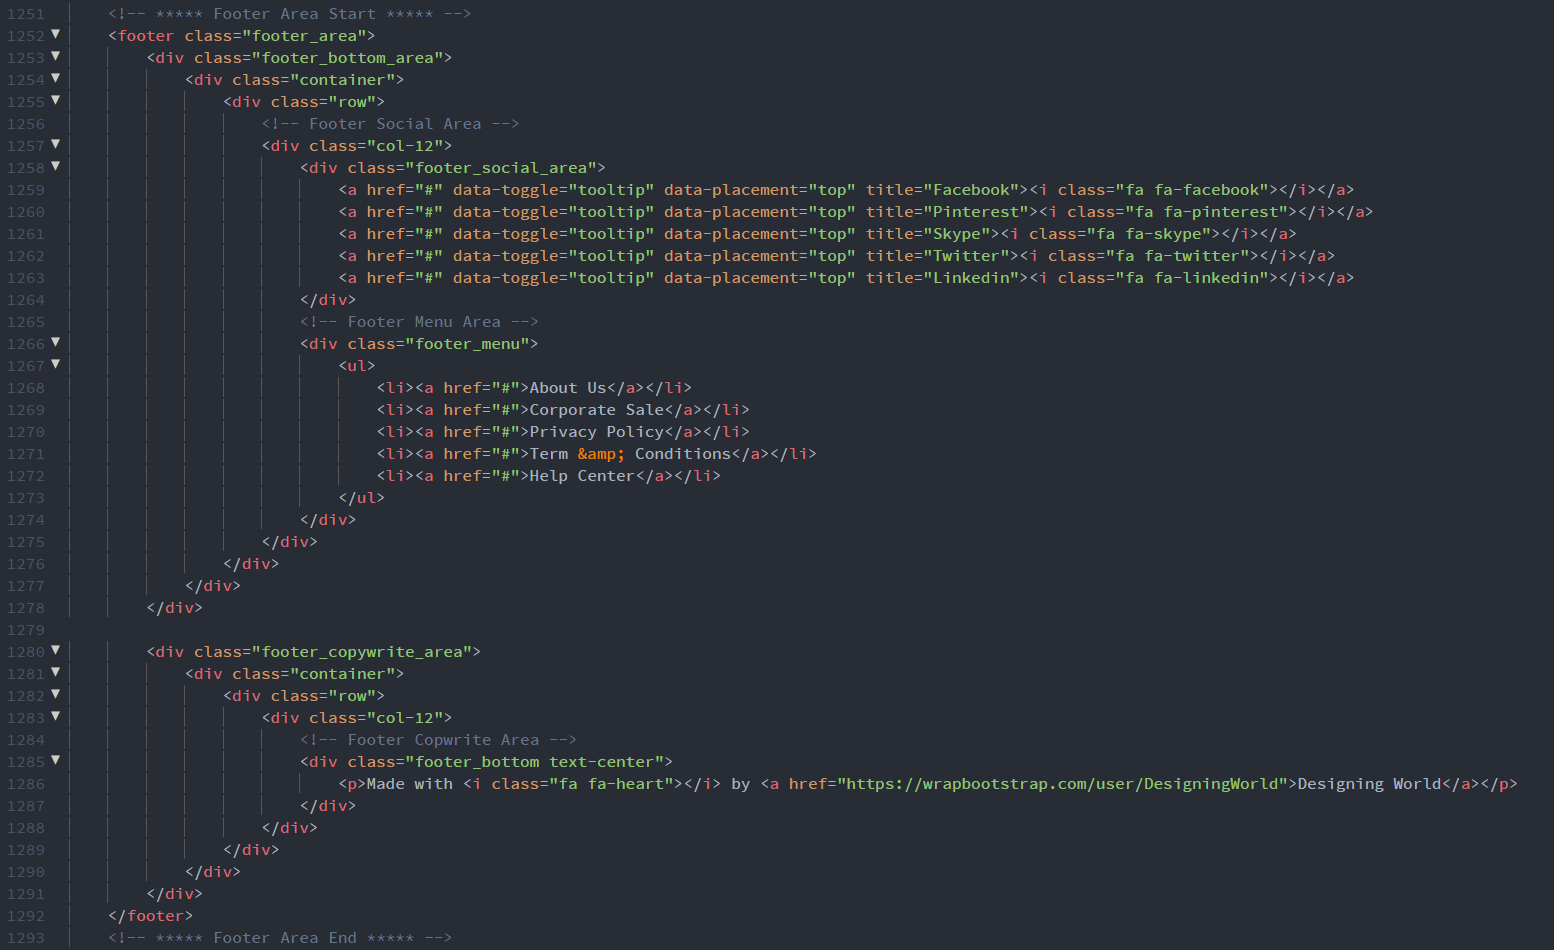 1251 <!-- ***** Footer Area Start ***** -->
1252 <footer class="footer_area">
1253 <div class="footer_bottom_area">
1254 <div class="container">
1255 <div class="row">
1256 <!-- Footer Social Area -->
1257 <div class="col-12">
1258 <div class="footer_social_area">
1259 <a href="#" data-toggle="tooltip" data-placement="top" title="Facebook"><i class="fa fa-facebook"></i></a>
1260 <a href="#" data-toggle="tooltip" data-placement="top" title="Pinterest"><i class="fa fa-pinterest"></i></a>
1261 <a href="#" data-toggle="tooltip" data-placement="top" title="Skype"><i class="fa fa-skype"></i></a>
1262 <a href="#" data-toggle="tooltip" data-placement="top" title="Twitter"><i class="fa fa-twitter"></i></a>
1263 <a href="#" data-toggle="tooltip" data-placement="top" title="Linkedin"><i class="fa fa-linkedin"></i></a>
1264 </div>
1265 <!-- Footer Menu Area -->
1266 <div class="footer_menu">
1267 <ul>
1268 <li><a href="#">About Us</a></li>
1269 <li><a href="#">Corporate Sale</a></li>
1270 <li><a href="#">Privacy Policy</a></li>
1271 <li><a href="#">Term &amp; Conditions</a></li>
1272 <li><a href="#">Help Center</a></li>
1273 </ul>
1274 </div>
1275 </div>
1276 </div>
1277 </div>
1278 </div>
1279
1280 <div class="footer_copywrite_area">
1281 <div class="container">
1282 <div class="row">
1283 <div class="col-12">
1284 <!-- Footer Copwrite Area -->
1285 <div class="footer_bottom text-center">
1286 <p>Made with <i class="fa fa-heart"></i> by <a href="https://wrapbootstrap.com/user/DesigningWorld">Designing World</a></p>
1287 </div>
1288 </div>
1289 </div>
1290 </div>
1291 </div>
1292 </footer>
1293 <!-- ***** Footer Area End ***** -->